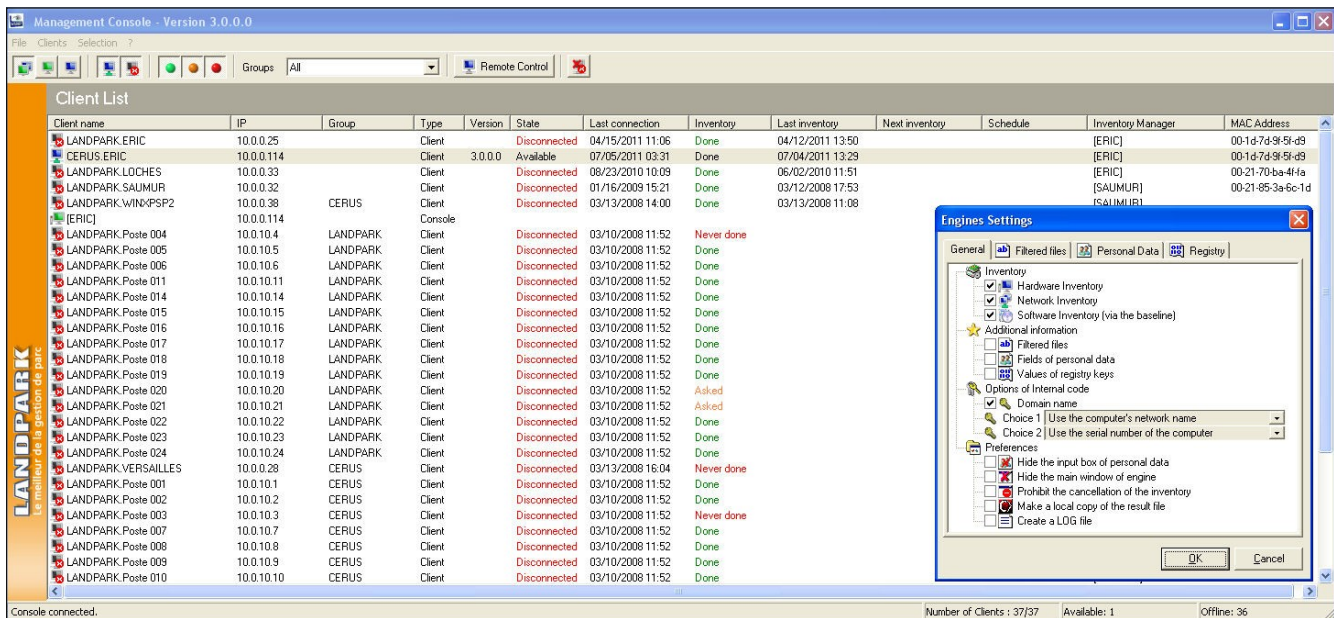 Management Console - Version 3.0.0.0
File Clients Selection ?
Groups All Remote Control
Client List
Client name IP Group Type Version State Last connection Inventory Last inventory Next inventory Schedule Inventory Manager MAC Address
LANDPARK.ERIC 10.0.0.25 Client Disconnected 04/15/2011 11:06 Done 04/12/2011 13:50 [ERIC] 00-1d-7d-9f-5f-d9
CERUS.ERIC 10.0.0.114 Client 3.0.0.0 Available 07/05/2011 03:31 Done 07/04/2011 13:29 [ERIC] 00-1d-7d-9f-5f-d9
LANDPARK.LOCHES 10.0.0.33 Client Disconnected 08/23/2010 10:09 Done 06/02/2010 11:51 [ERIC] 00-21-70-ba-4f-fa
LANDPARK.SAUMUR 10.0.0.32 Client Disconnected 01/16/2009 15:21 Done 03/12/2008 17:53 [SAUMUR] 00-21-85-3a-6c-1d
LANDPARK.WINXPSP2 10.0.0.38 CERUS Client Disconnected 03/13/2008 14:00 Done 03/13/2008 11:08 [SAUMUR]
[ERIC] 10.0.0.114 Console
LANDPARK.Poste 004 10.0.10.4 LANDPARK Client Disconnected 03/10/2008 11:52 Never done
LANDPARK.Poste 005 10.0.10.5 LANDPARK Client Disconnected 03/10/2008 11:52 Done
LANDPARK.Poste 006 10.0.10.6 LANDPARK Client Disconnected 03/10/2008 11:52 Done
LANDPARK.Poste 011 10.0.10.11 LANDPARK Client Disconnected 03/10/2008 11:52 Done
LANDPARK.Poste 014 10.0.10.14 LANDPARK Client Disconnected 03/10/2008 11:52 Done
LANDPARK.Poste 015 10.0.10.15 LANDPARK Client Disconnected 03/10/2008 11:52 Done
LANDPARK.Poste 016 10.0.10.16 LANDPARK Client Disconnected 03/10/2008 11:52 Done
LANDPARK.Poste 017 10.0.10.17 LANDPARK Client Disconnected 03/10/2008 11:52 Done
LANDPARK.Poste 018 10.0.10.18 LANDPARK Client Disconnected 03/10/2008 11:52 Done
LANDPARK.Poste 019 10.0.10.19 LANDPARK Client Disconnected 03/10/2008 11:52 Done
LANDPARK.Poste 020 10.0.10.20 LANDPARK Client Disconnected 03/10/2008 11:52 Asked
LANDPARK.Poste 021 10.0.10.21 LANDPARK Client Disconnected 03/10/2008 11:52 Asked
LANDPARK.Poste 022 10.0.10.22 LANDPARK Client Disconnected 03/10/2008 11:52 Done
LANDPARK.Poste 023 10.0.10.23 LANDPARK Client Disconnected 03/10/2008 11:52 Done
LANDPARK.Poste 024 10.0.10.24 LANDPARK Client Disconnected 03/10/2008 11:52 Done
LANDPARK.VERSAILLES 10.0.0.28 CERUS Client Disconnected 03/13/2008 16:04 Never done
LANDPARK.Poste 001 10.0.10.1 CERUS Client Disconnected 03/10/2008 11:52 Done
LANDPARK.Poste 002 10.0.10.2 CERUS Client Disconnected 03/10/2008 11:52 Done
LANDPARK.Poste 003 10.0.10.3 CERUS Client Disconnected 03/10/2008 11:52 Never done
LANDPARK.Poste 007 10.0.10.7 CERUS Client Disconnected 03/10/2008 11:52 Done
LANDPARK.Poste 008 10.0.10.8 CERUS Client Disconnected 03/10/2008 11:52 Done
LANDPARK.Poste 009 10.0.10.9 CERUS Client Disconnected 03/10/2008 11:52 Done
LANDPARK.Poste 010 10.0.10.10 CERUS Client Disconnected 03/10/2008 11:52 Done
LANDPARK
Le meilleur de la gestion de parc
Engines Settings
General Filtered files Personal Data Registry
Inventory
Hardware Inventory
Network Inventory
Software Inventory (via the baseline)
Additional information
Filtered files
Fields of personal data
Values of registry keys
Options of Internal code
Domain name
Choice 1 Use the computer's network name
Choice 2 Use the serial number of the computer
Preferences
Hide the input box of personal data
Hide the main window of engine
Prohibit the cancellation of the inventory
Make a local copy of the result file
Create a LOG file
OK Cancel
Console connected. Number of Clients : 37/37 Available: 1 Offline: 36